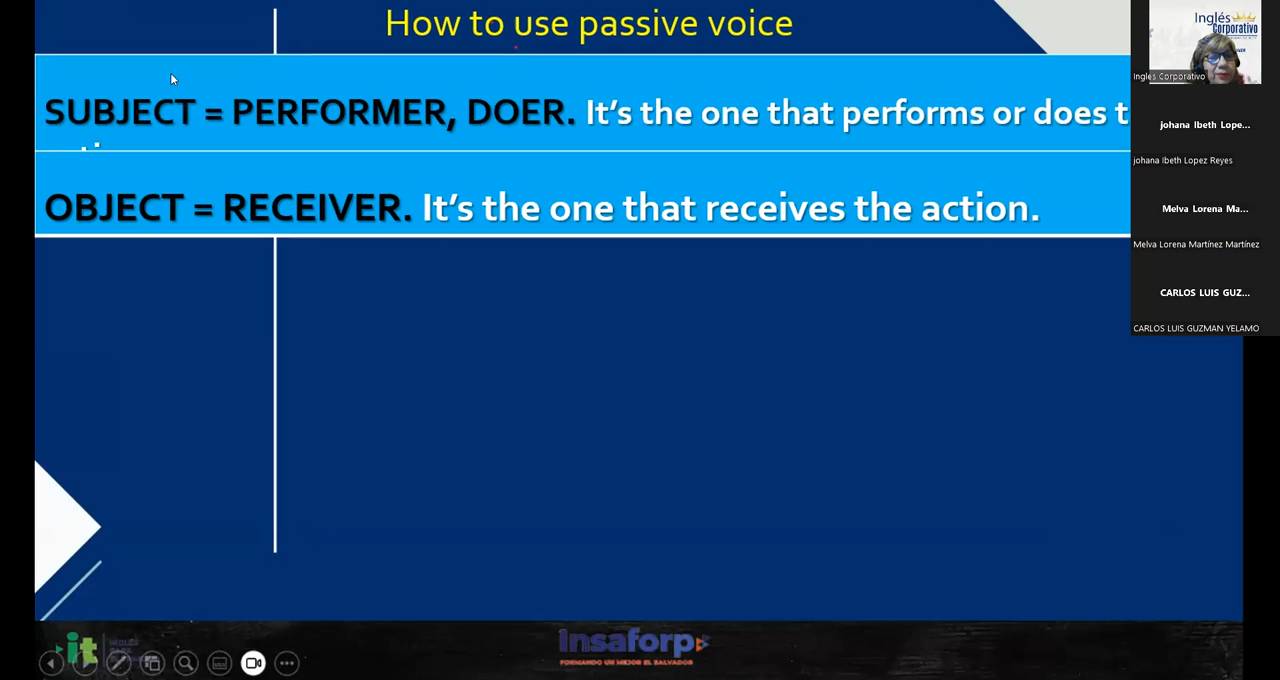 How to use passive voice
SUBJECT = PERFORMER, DOER. It's the one that performs or does t
OBJECT = RECEIVER. It's the one that receives the action.
Inglés
Corporativo
Ingles Corporativo
johana Ibeth Lope...
johana Ibeth Lopez Reyes
Melva Lorena Ma...
Melva Lorena Martínez Martínez
CARLOS LUIS GUZ...
CARLOS LUIS GUZMAN YELAMO
it
Insaforp
FORMANDO UN MEJOR EL SALVADOR